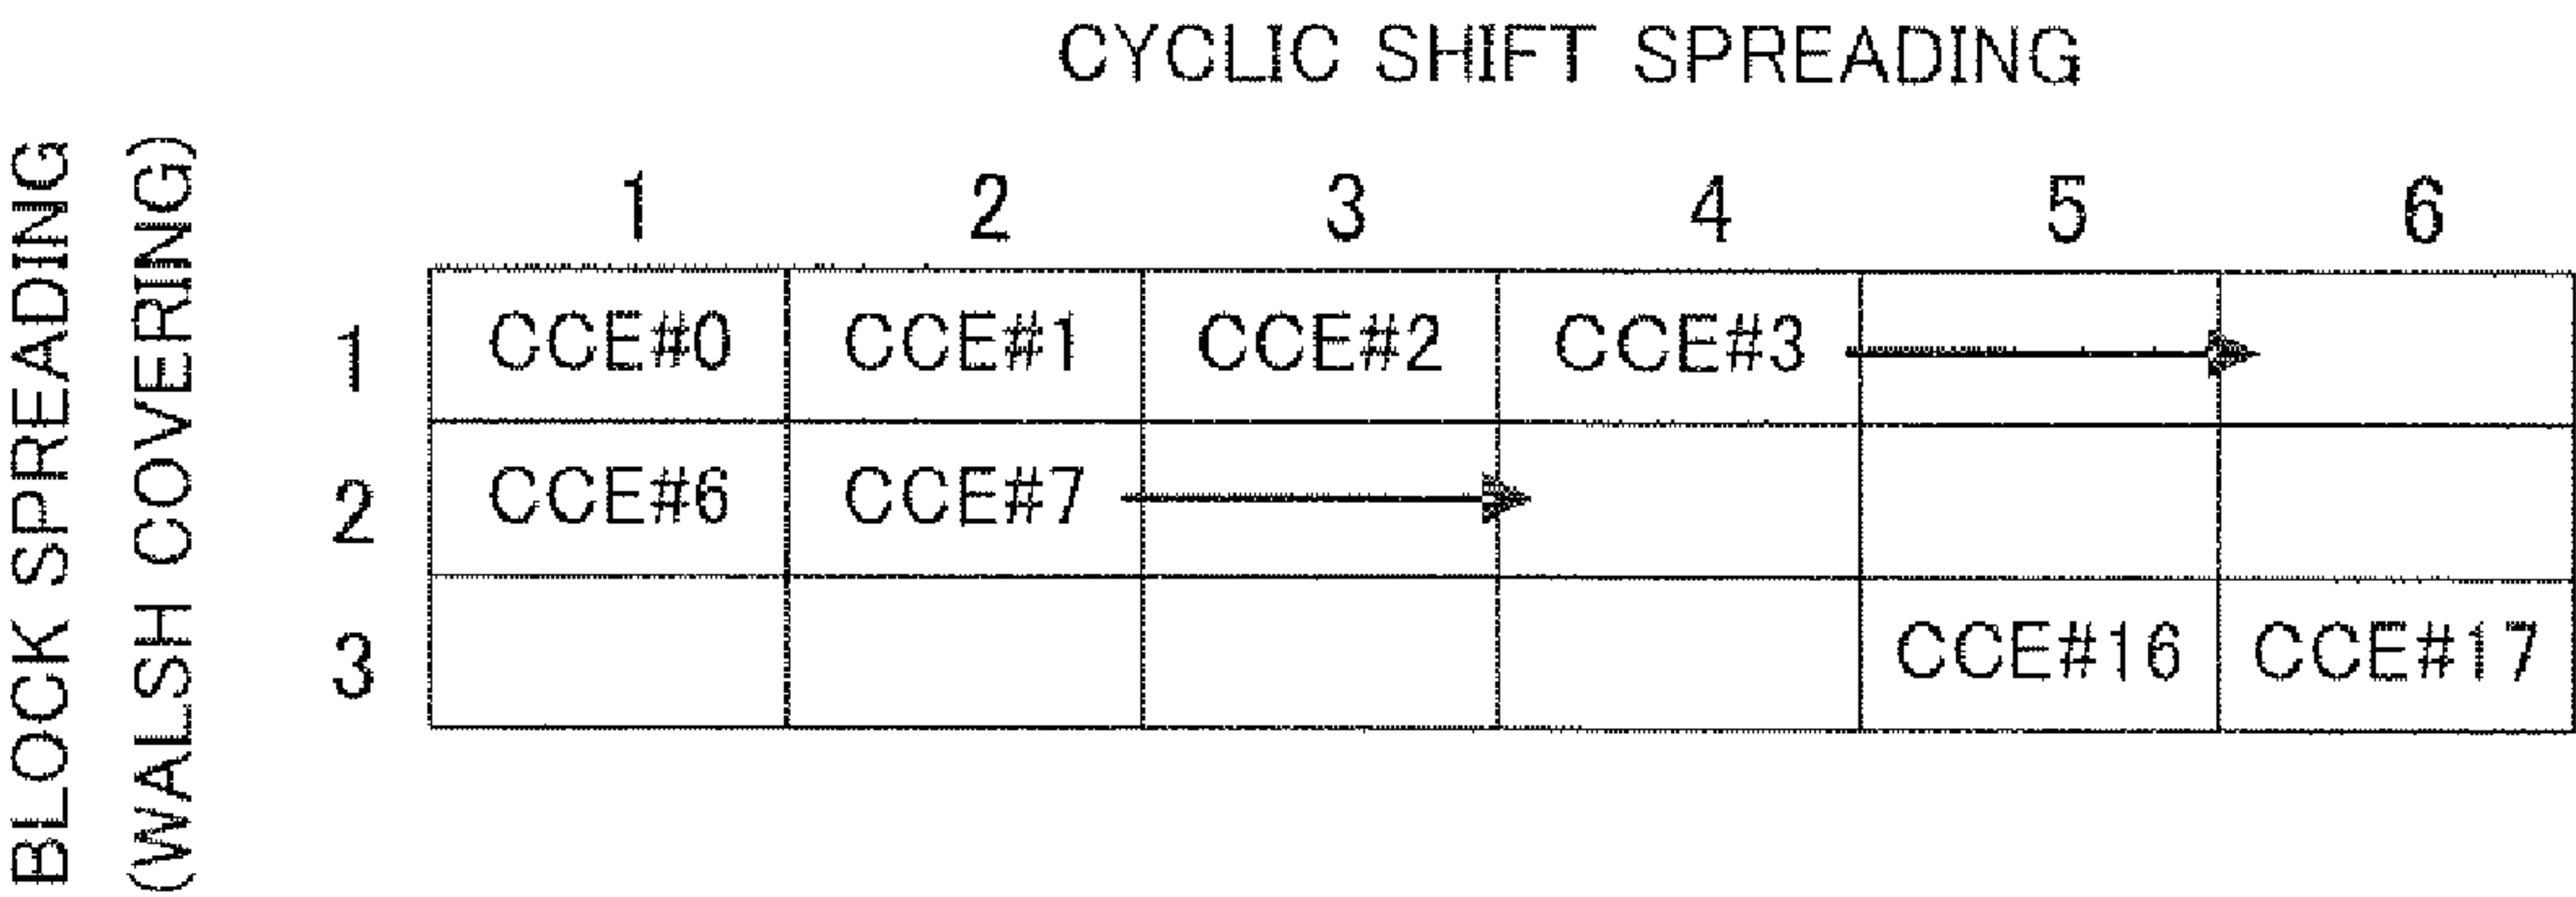 CYCLIC SHIFT SPREADING
BLOCK SPREADING
(WALSH COVERING)
1 2 3 4 5 6
1 CCE#0 CCE#1 CCE#2 CCE#3
2 CCE#6 CCE#7
3 CCE#16 CCE#17